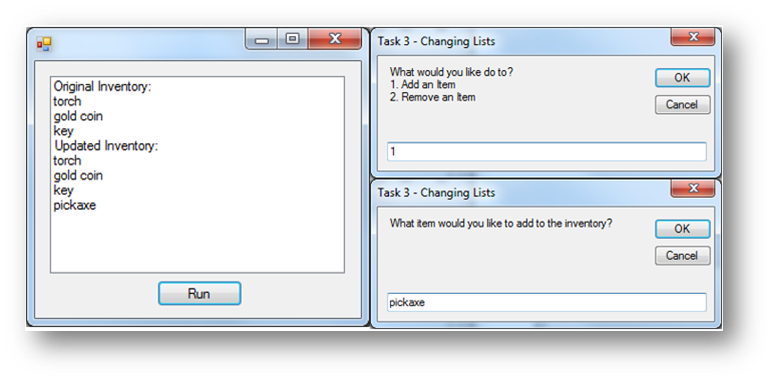 Original Inventory:
torch
gold coin
key
Updated Inventory:
torch
gold coin
key
pickaxe
Run
Task 3 - Changing Lists
What would you like do to?
1. Add an Item
2. Remove an Item
OK
Cancel
1
Task 3 - Changing Lists
What item would you like to add to the inventory?
OK
Cancel
pickaxe